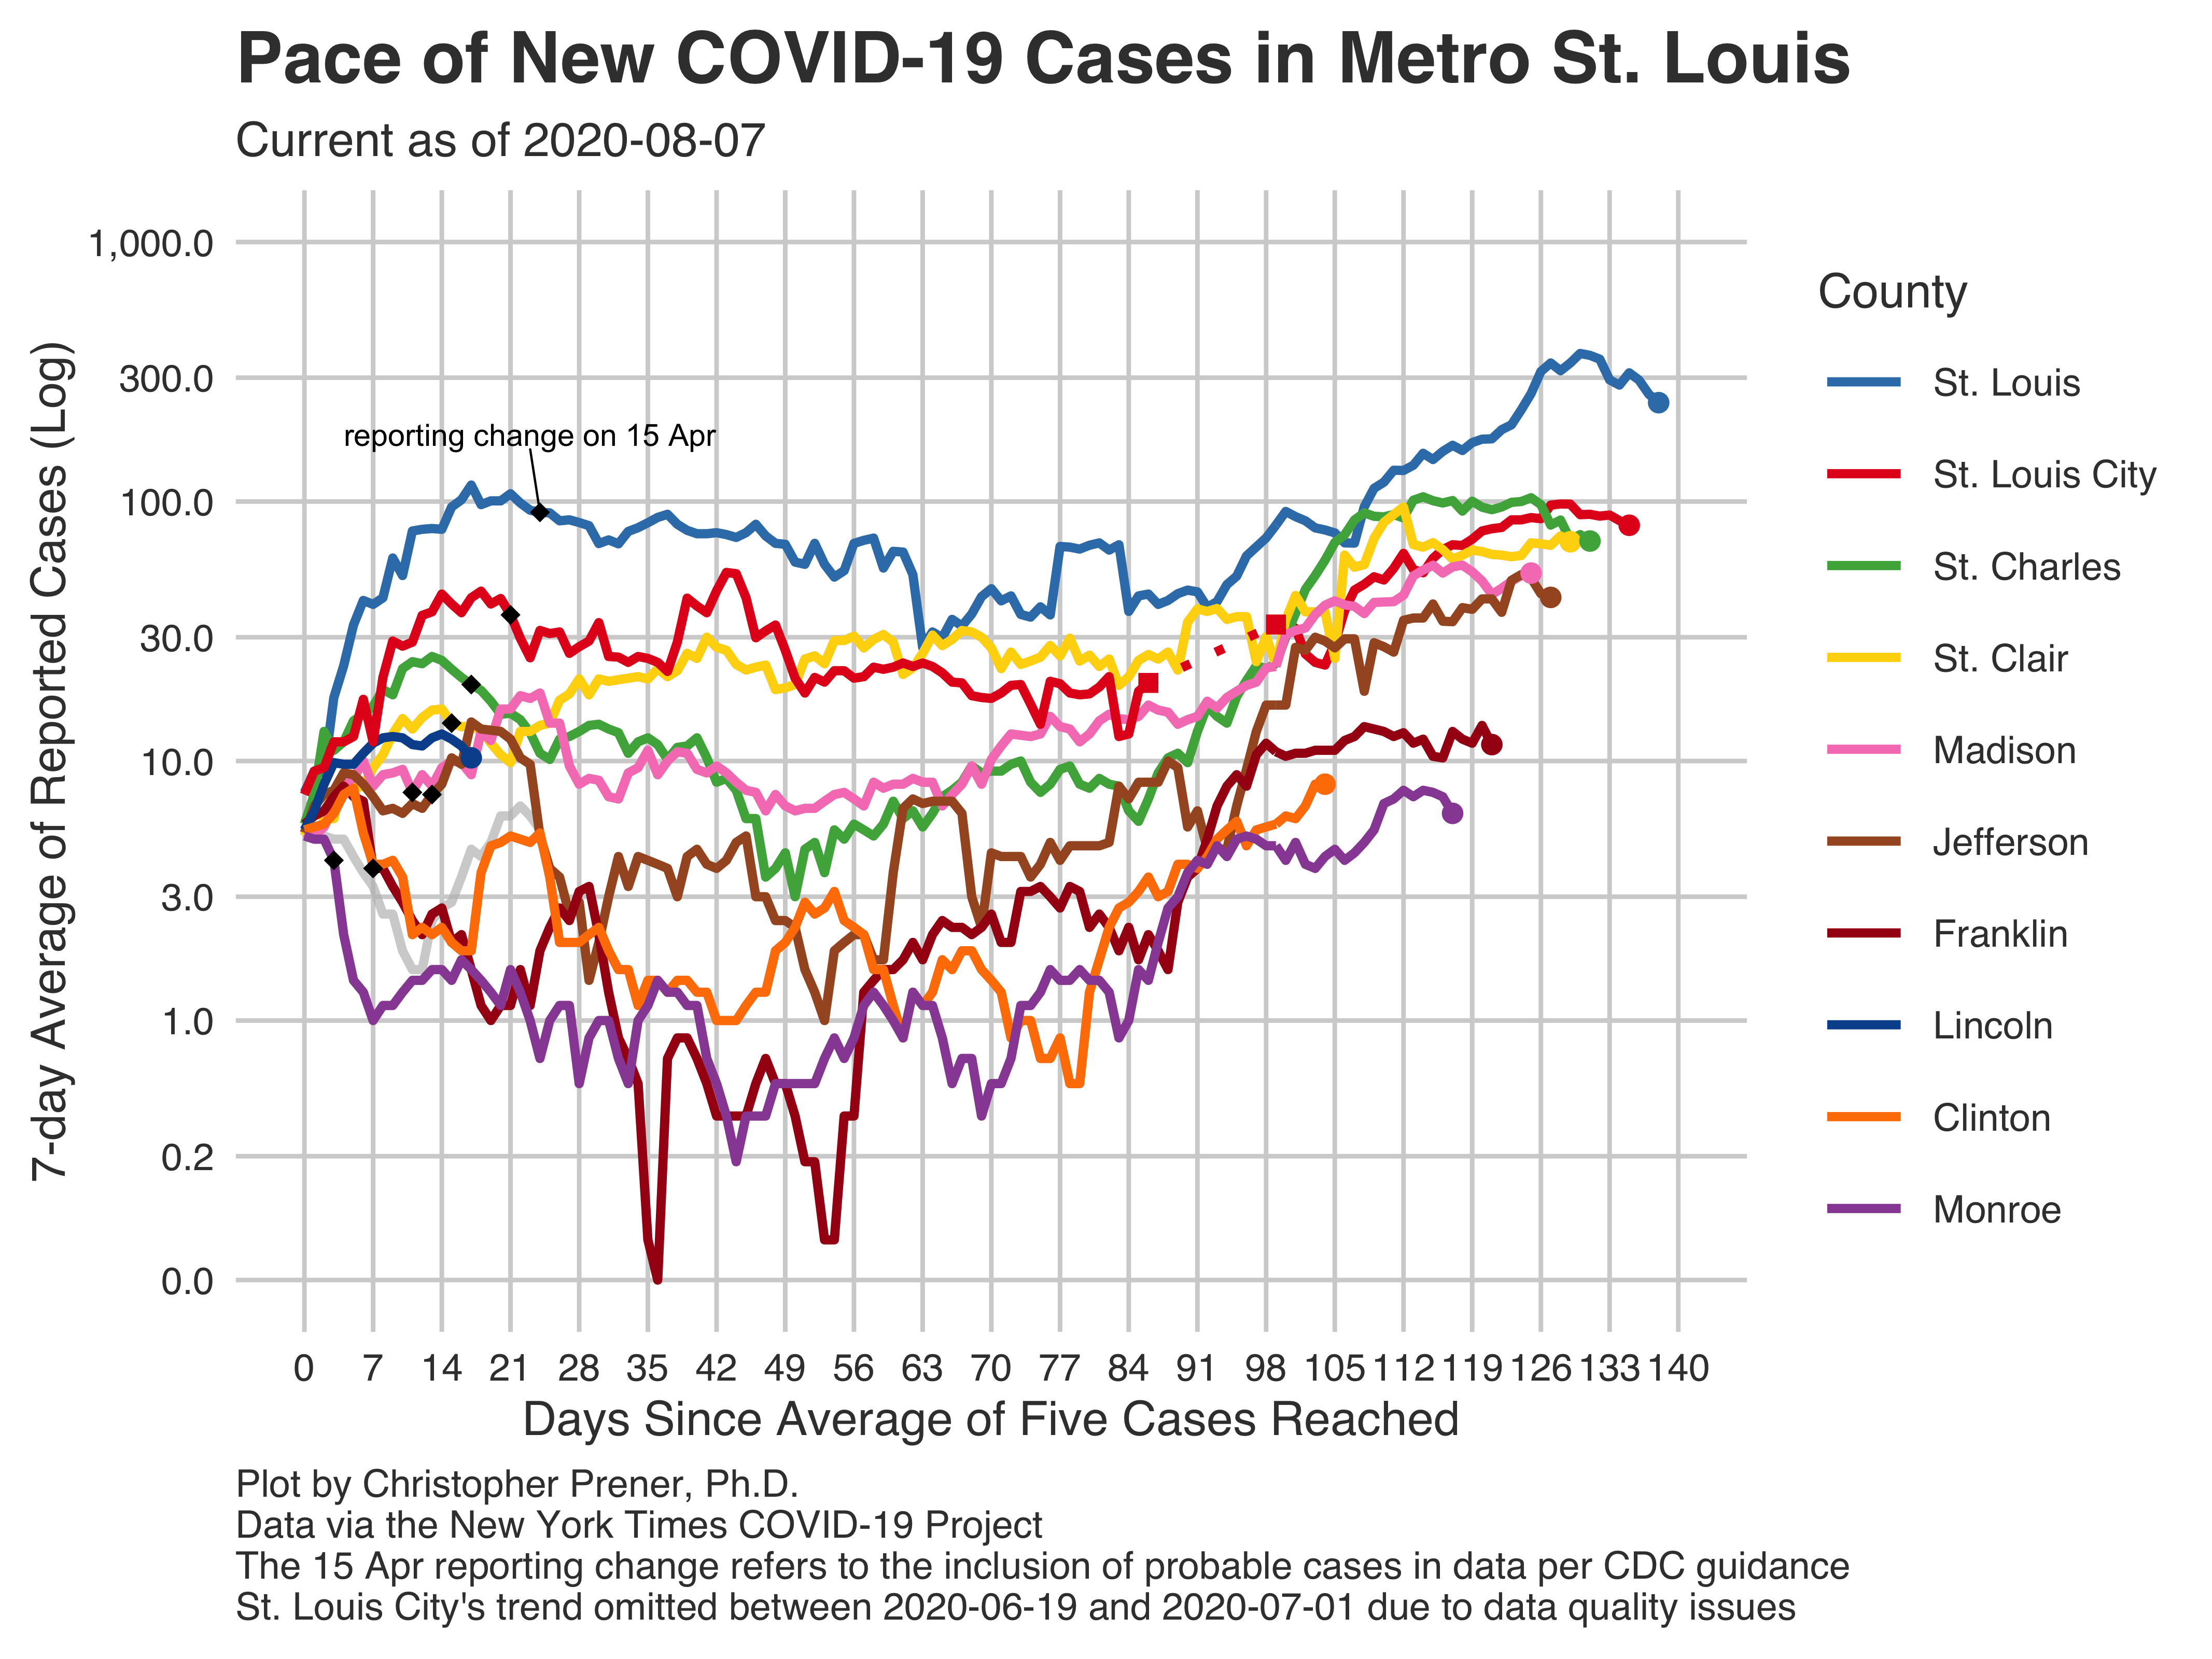 Pace of New COVID-19 Cases in Metro St. Louis
Current as of 2020-08-07
7-day Average of Reported Cases (Log)
1,000.0
300.0
100.0
30.0
10.0
3.0
1.0
0.2
0.0
reporting change on 15 Apr
0 7 14 21 28 35 42 49 56 63 70 77 84 91 98 105 112 119 126 133 140
Days Since Average of Five Cases Reached
County
St. Louis
St. Louis City
St. Charles
St. Clair
Madison
Jefferson
Franklin
Lincoln
Clinton
Monroe
Plot by Christopher Prener, Ph.D.
Data via the New York Times COVID-19 Project
The 15 Apr reporting change refers to the inclusion of probable cases in data per CDC guidance
St. Louis City's trend omitted between 2020-06-19 and 2020-07-01 due to data quality issues